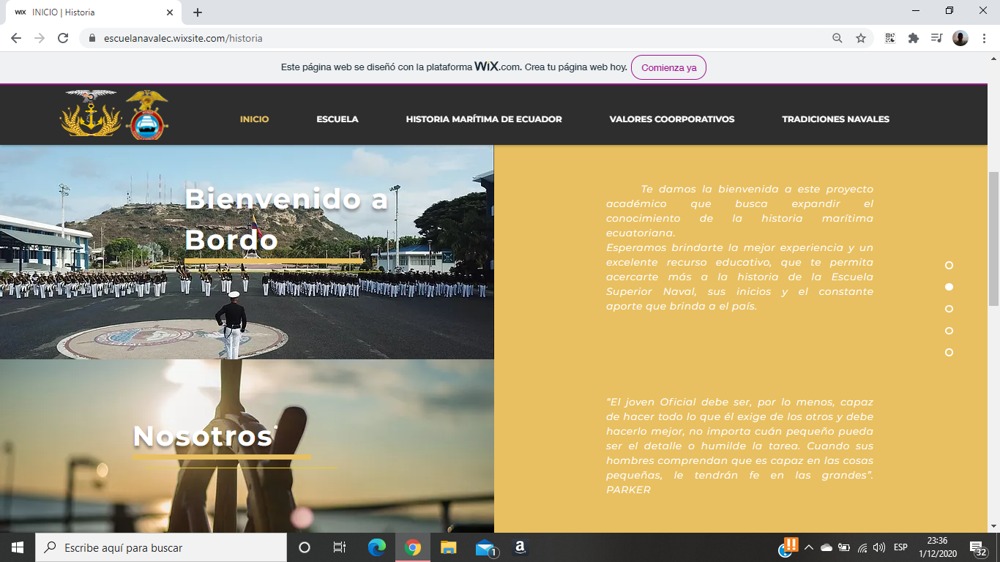 WiX INICIO | Historia
escuelanavalec.wixsite.com/historia
Este página web se diseñó con la plataforma WiX.com. Crea tu página web hoy. Comienza ya
INICIO ESCUELA HISTORIA MARÍTIMA DE ECUADOR VALORES COORPORATIVOS TRADICIONES NAVALES
Bienvenido a
Bordo
Te damos la bienvenida a este proyecto
académico que busca expandir el
conocimiento de la historia marítima
ecuatoriana.
Esperamos brindarte la mejor experiencia y un
excelente recurso educativo, que te permita
acercarte más a la historia de la Escuela
Superior Naval, sus inicios y el constante
aporte que brinda a el país.
Nosotros
“El joven Oficial debe ser, por lo menos, capaz
de hacer todo lo que él exige de los otros y debe
hacerlo mejor, no importa cuán pequeño pueda
ser el detalle o humilde la tarea. Cuando sus
hombres comprendan que es capaz en las cosas
pequeñas, le tendrán fe en las grandes”.
PARKER
Escribe aquí para buscar
1
a
ESP
23:36
1/12/2020
32